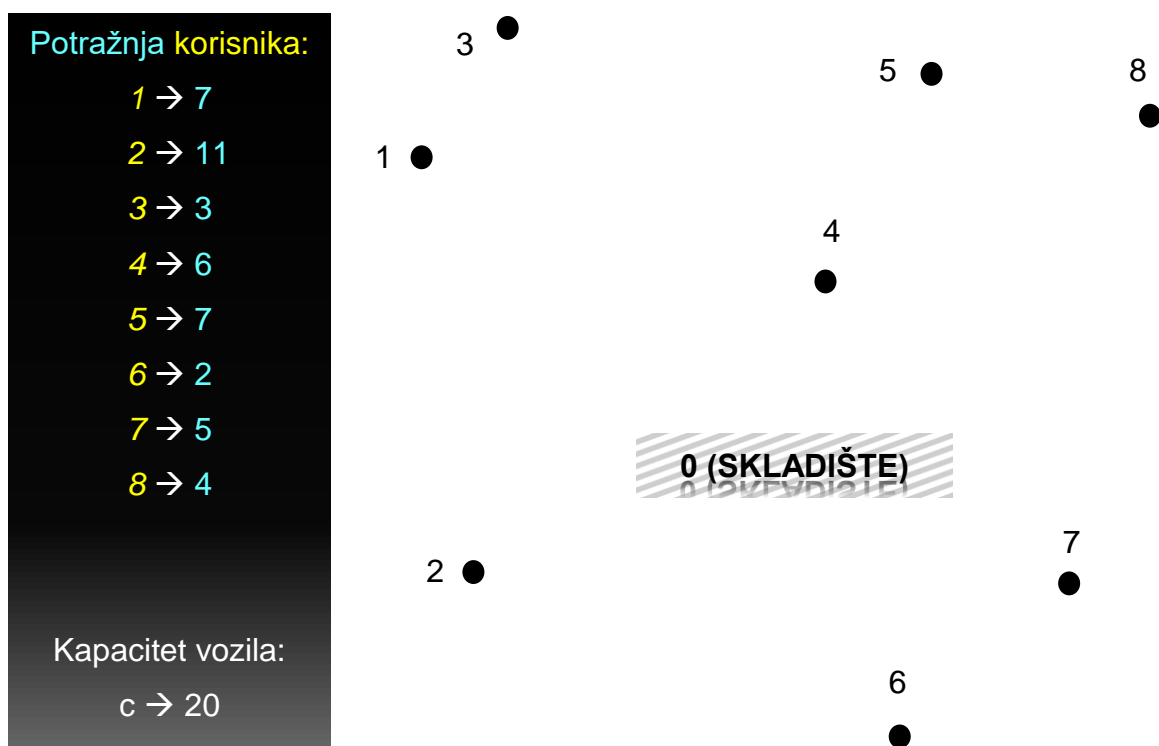 Potražnja korisnika:
1 → 7
2 → 11
3 → 3
4 → 6
5 → 7
6 → 2
7 → 5
8 → 4
Kapacitet vozila:
c → 20
3
5
8
1
4
0 (SKLADIŠTE)
2
7
6